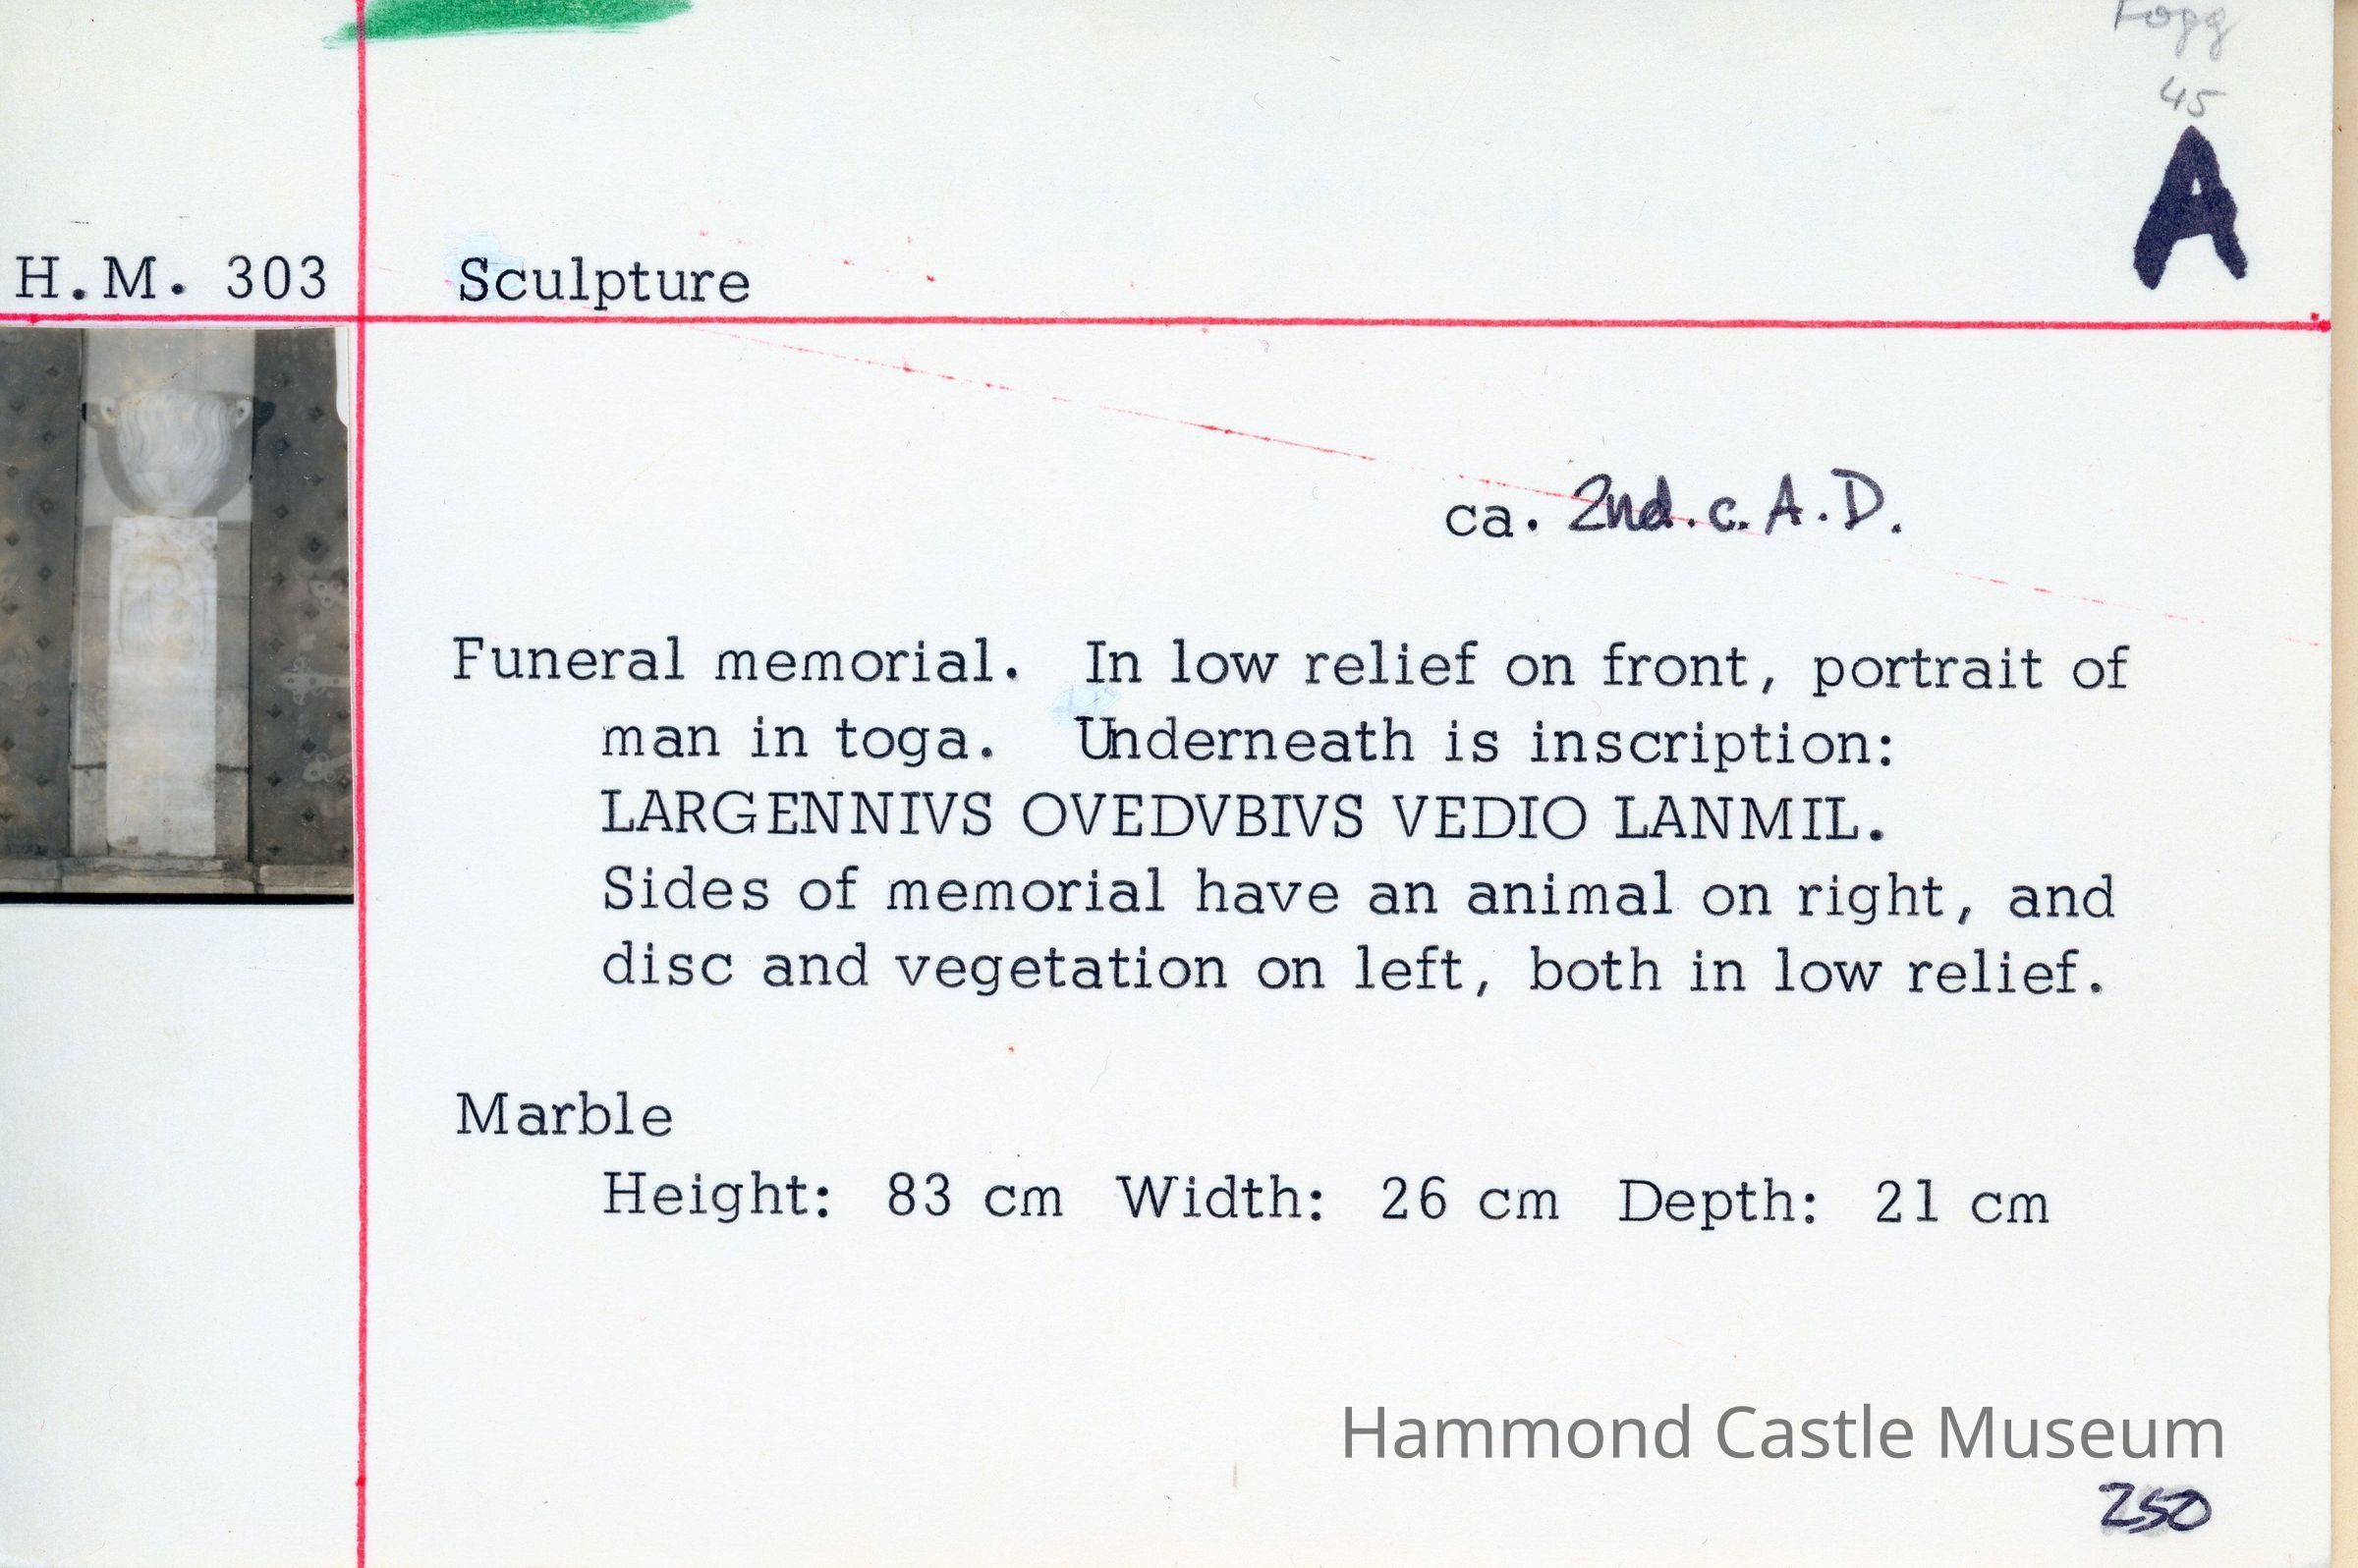 Fogg
45
A
H.M. 303 Sculpture
ca. 2nd. c. A.D.
Funeral memorial. In low relief on front, portrait of
man in toga. Underneath is inscription:
LARGENNIVS OVEDVBIVS VEDIO LANMIL.
Sides of memorial have an animal on right, and
disc and vegetation on left, both in low relief.
Marble
Height: 83 cm Width: 26 cm Depth: 21 cm
Hammond Castle Museum
250